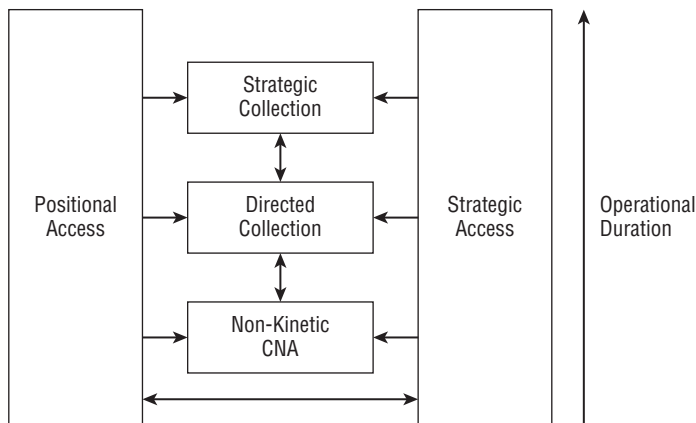 Strategic
Collection
Positional
Access
Directed
Collection
Strategic
Access
Operational
Duration
Non-Kinetic
CNA